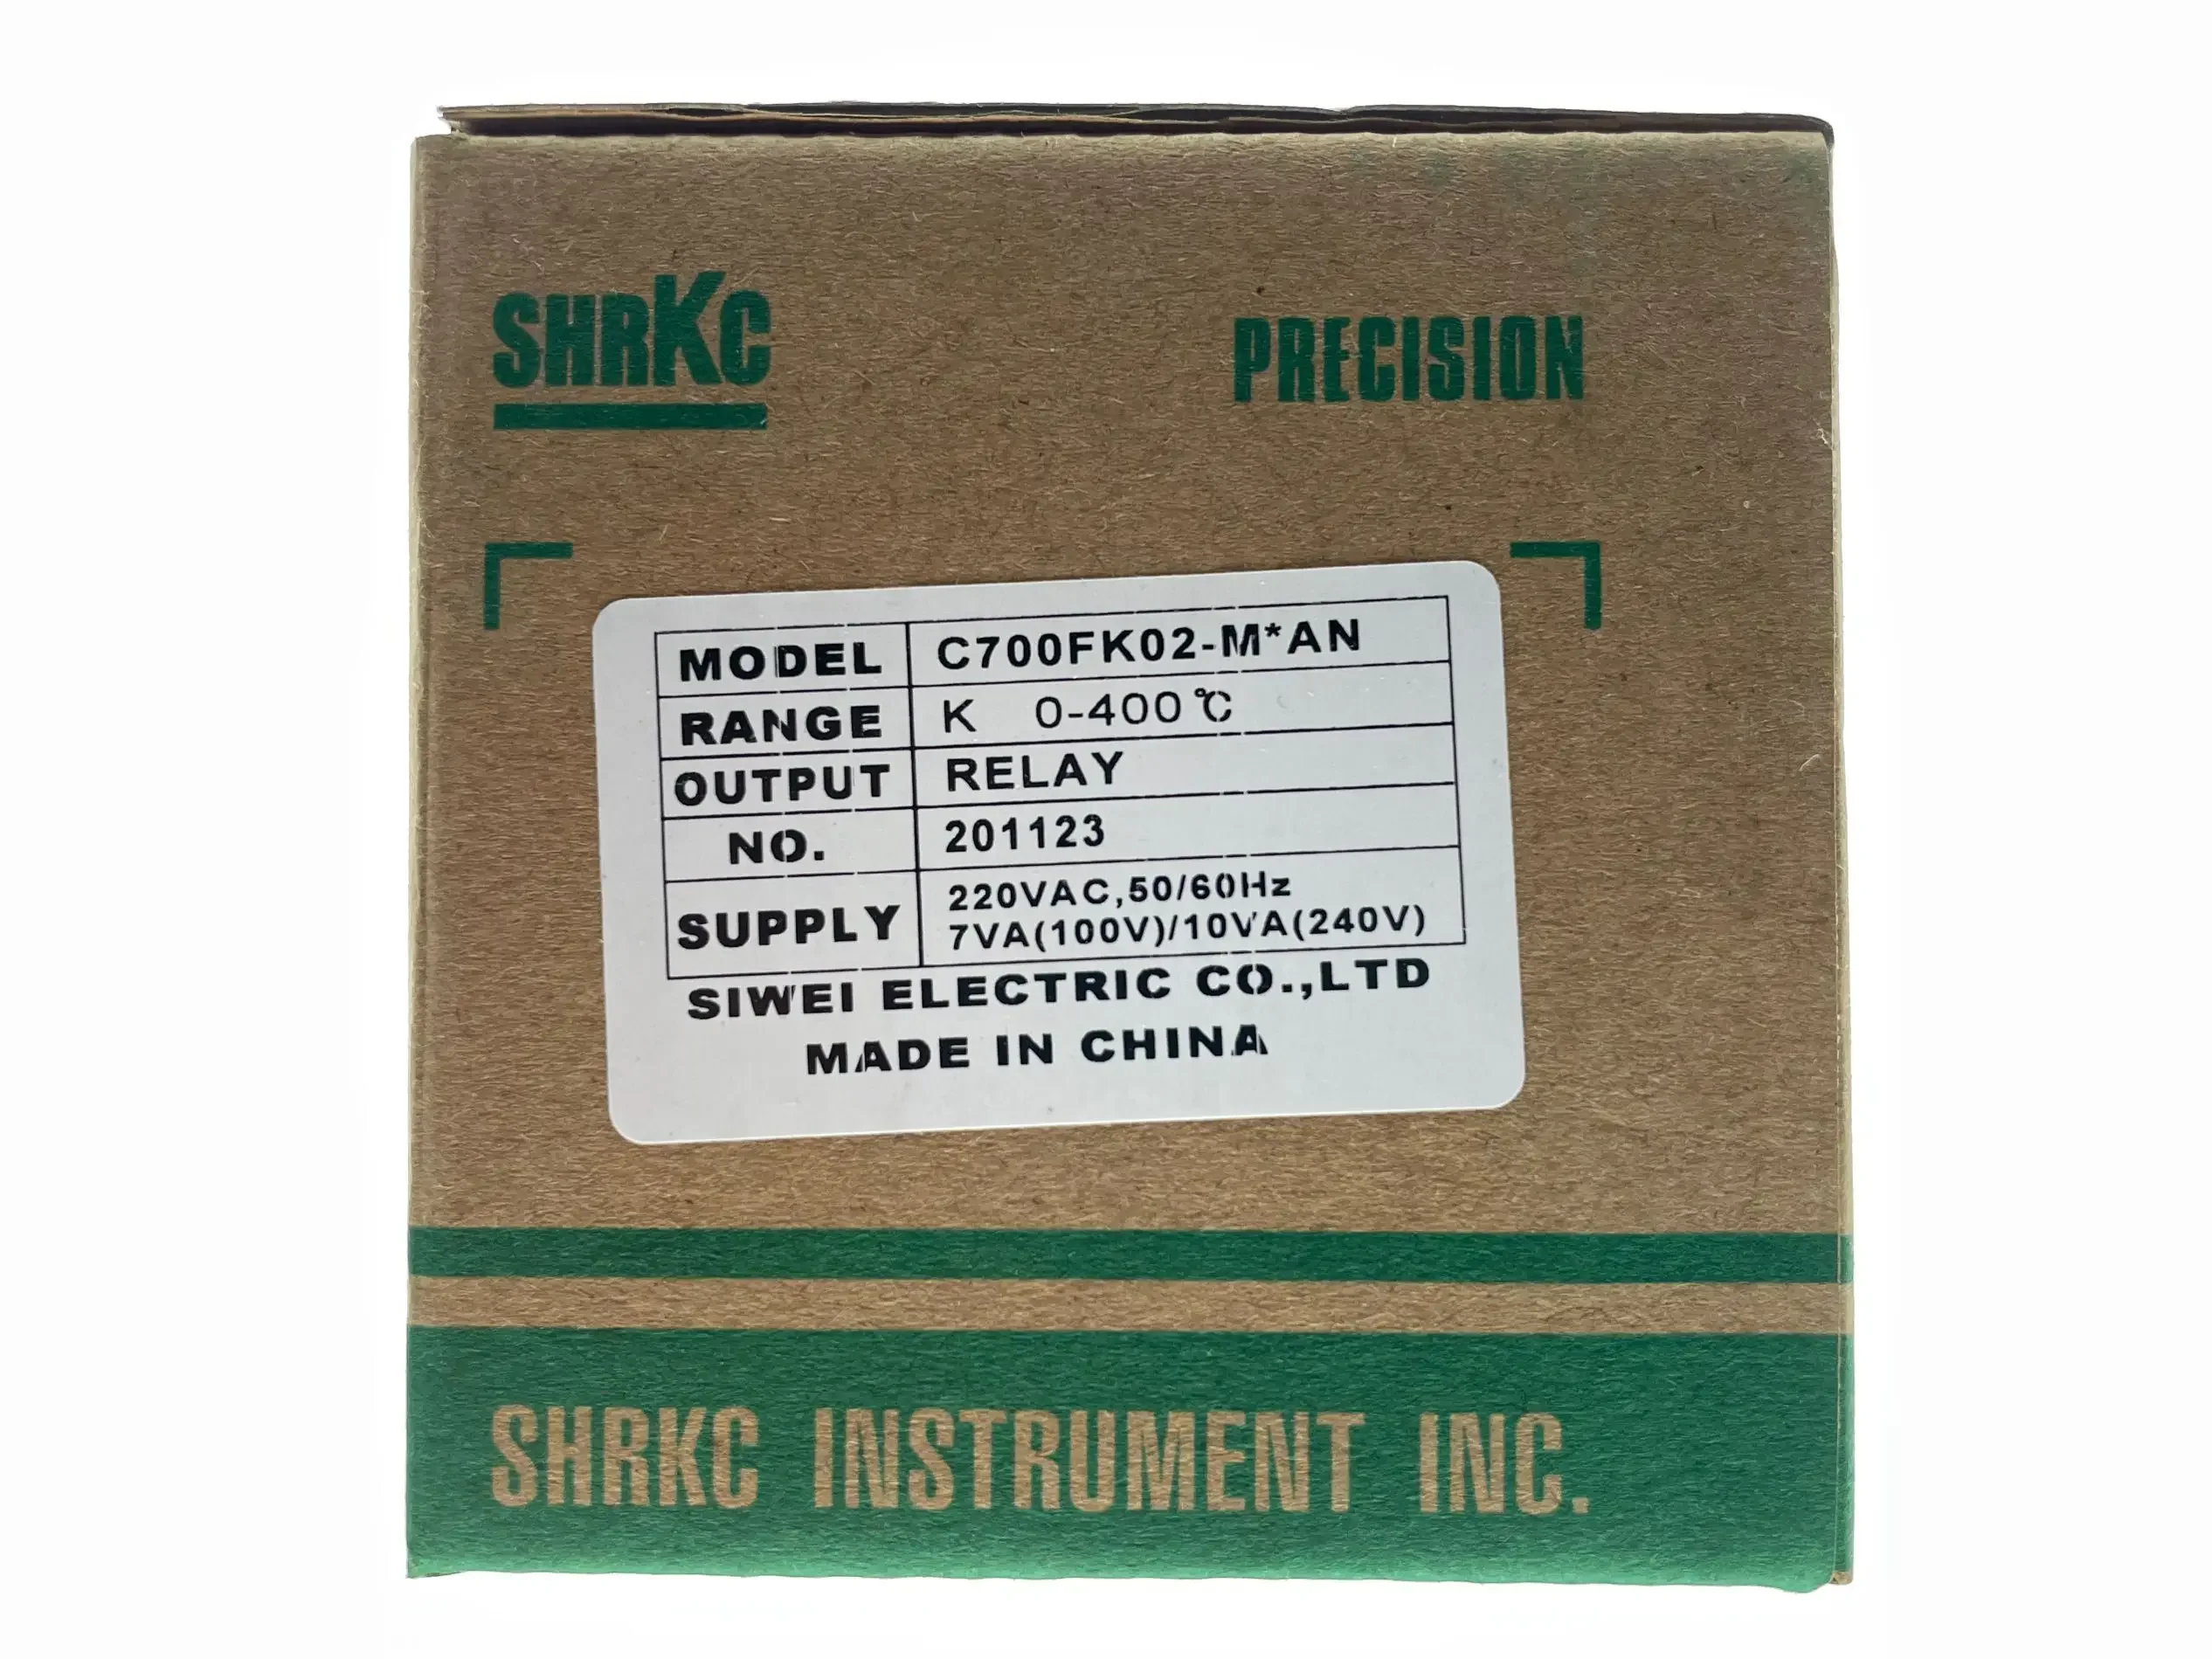 SHRKC PRECISION
MODEL C700FK02-M*AN
RANGE K 0-400℃
OUTPUT RELAY
NO. 201123
SUPPLY 220VAC,50/60Hz
7VA(100V)/10VA(240V)
SIWEI ELECTRIC CO.,LTD
MADE IN CHINA
SHRKC INSTRUMENT INC.